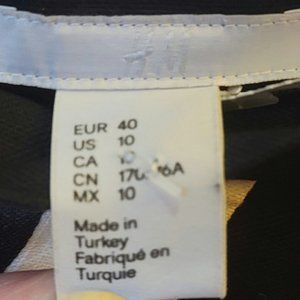 H&M
EUR 40
US 10
CA
CN
MX 10
Made in
Turkey
Fabriqué en
Turquie